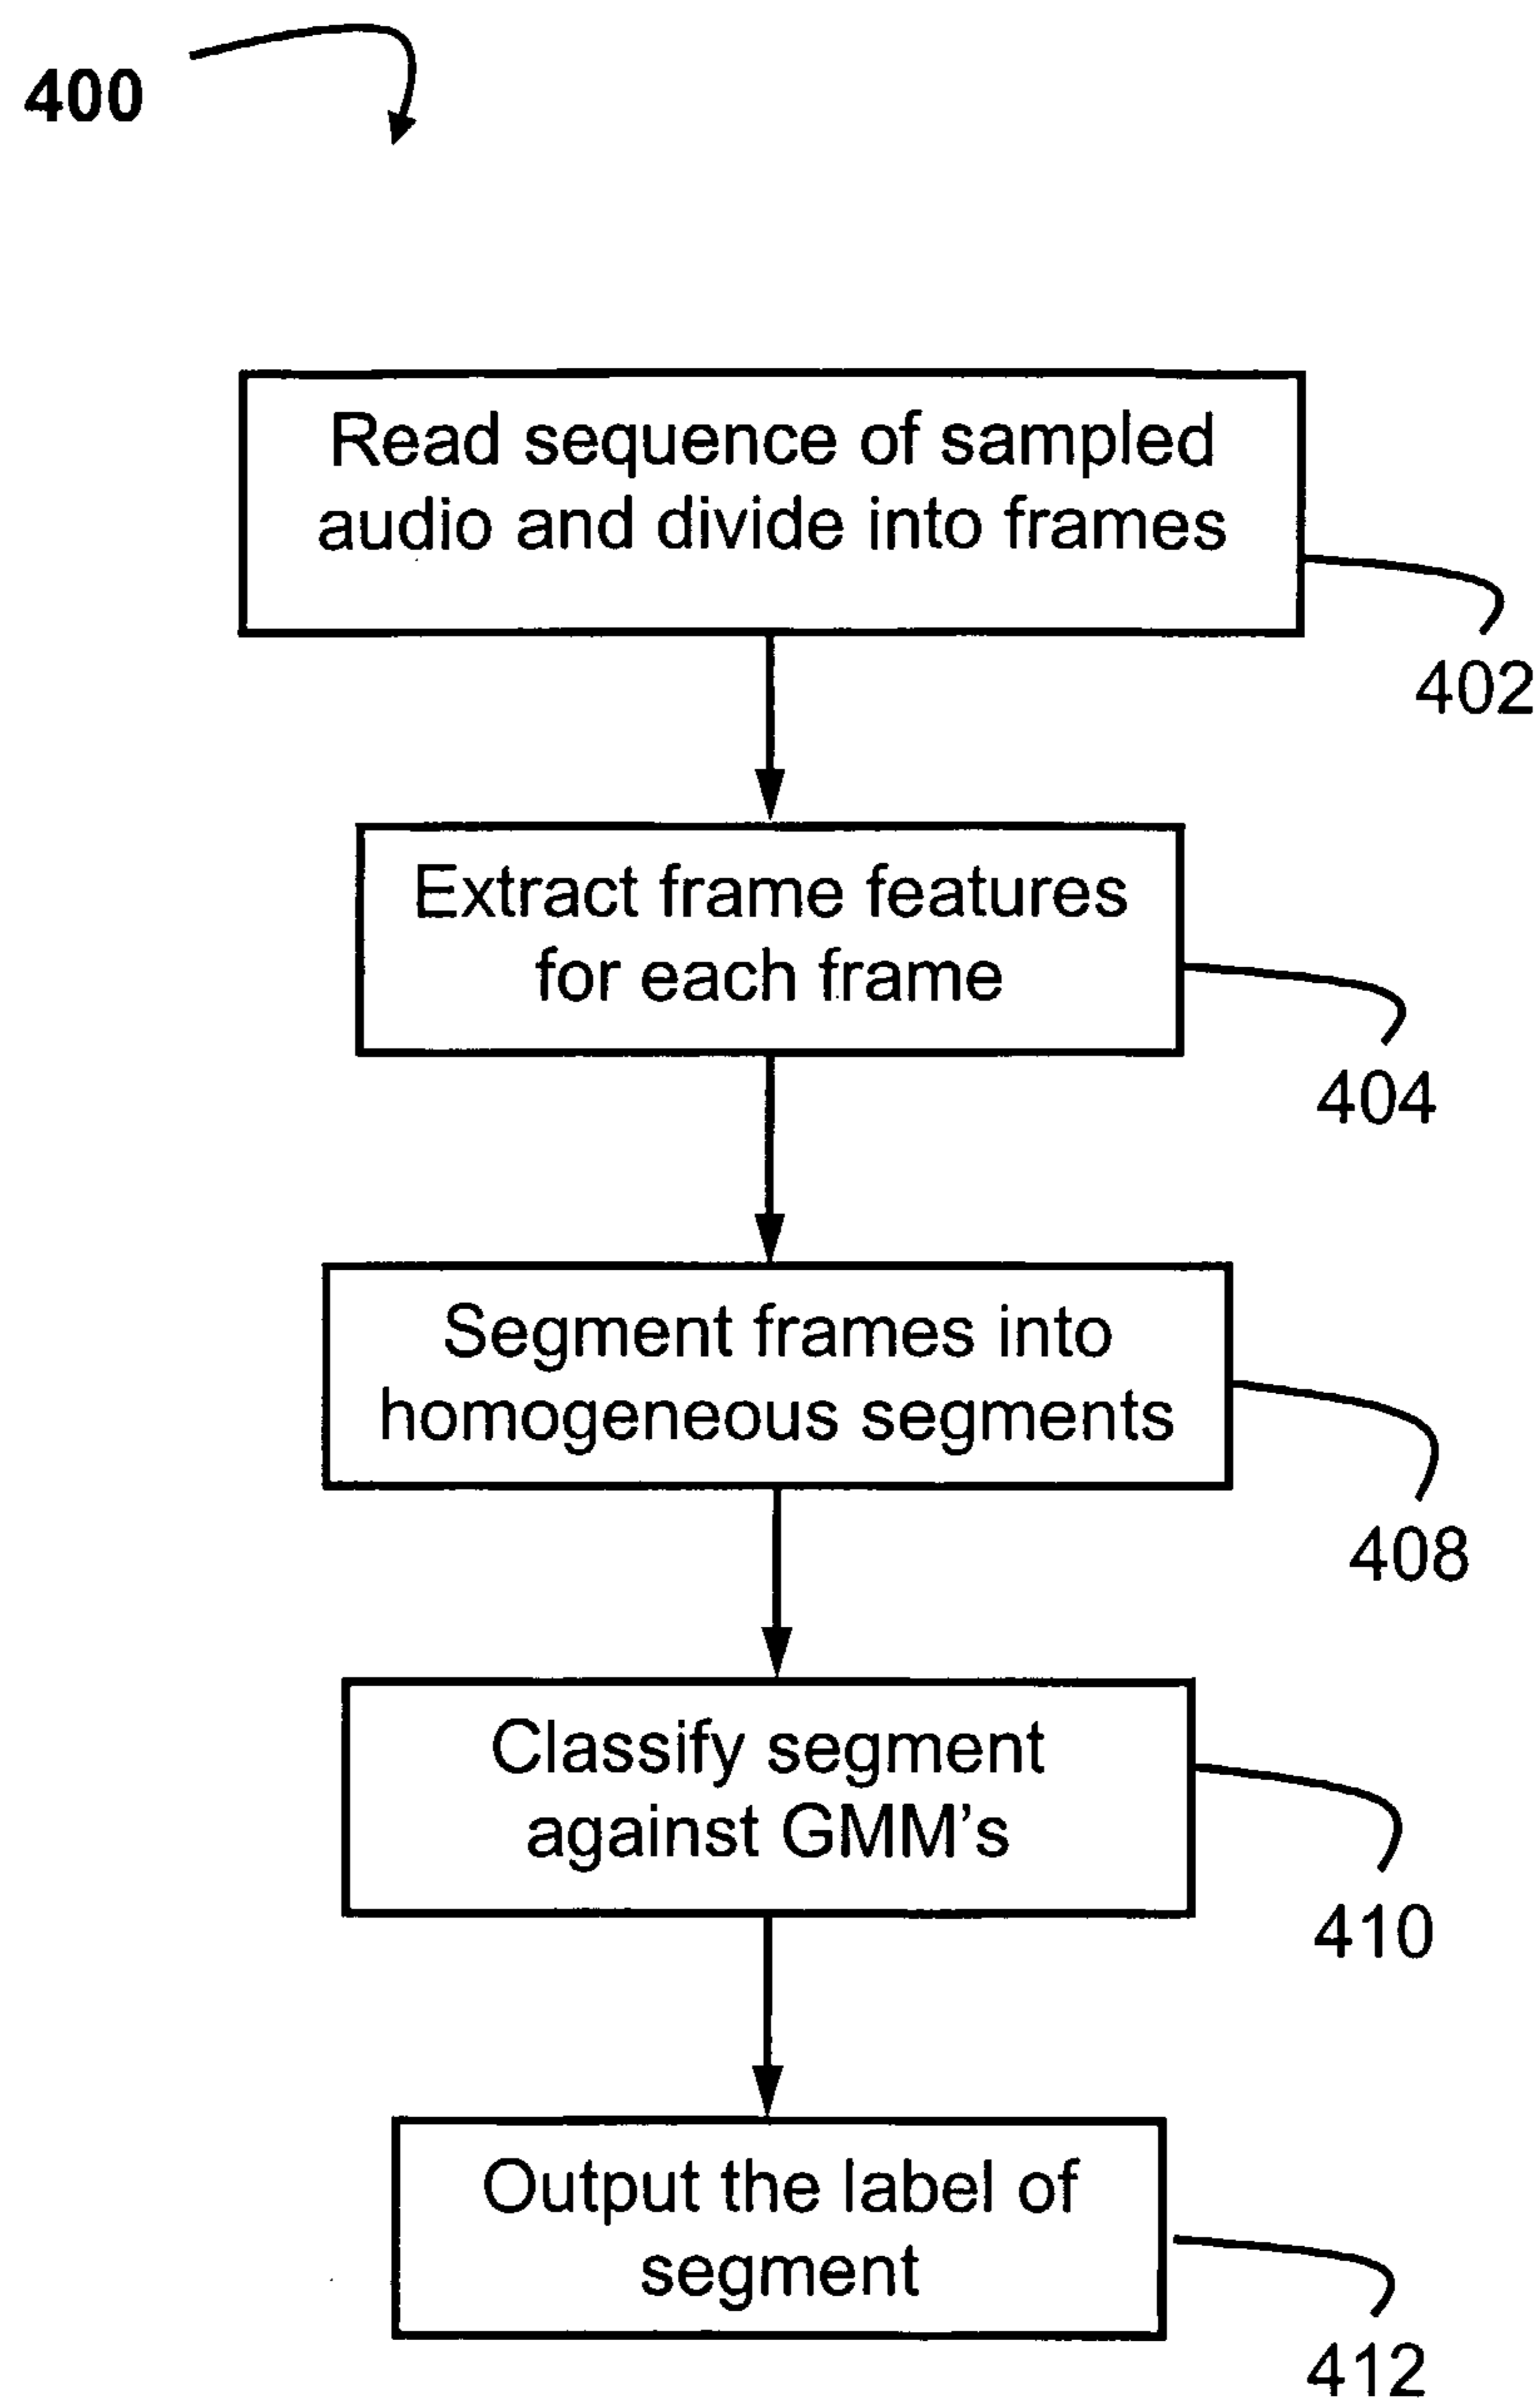 400
Read sequence of sampled
audio and divide into frames
402
Extract frame features
for each frame
404
Segment frames into
homogeneous segments
408
Classify segment
against GMM's
410
Output the label of
segment
412